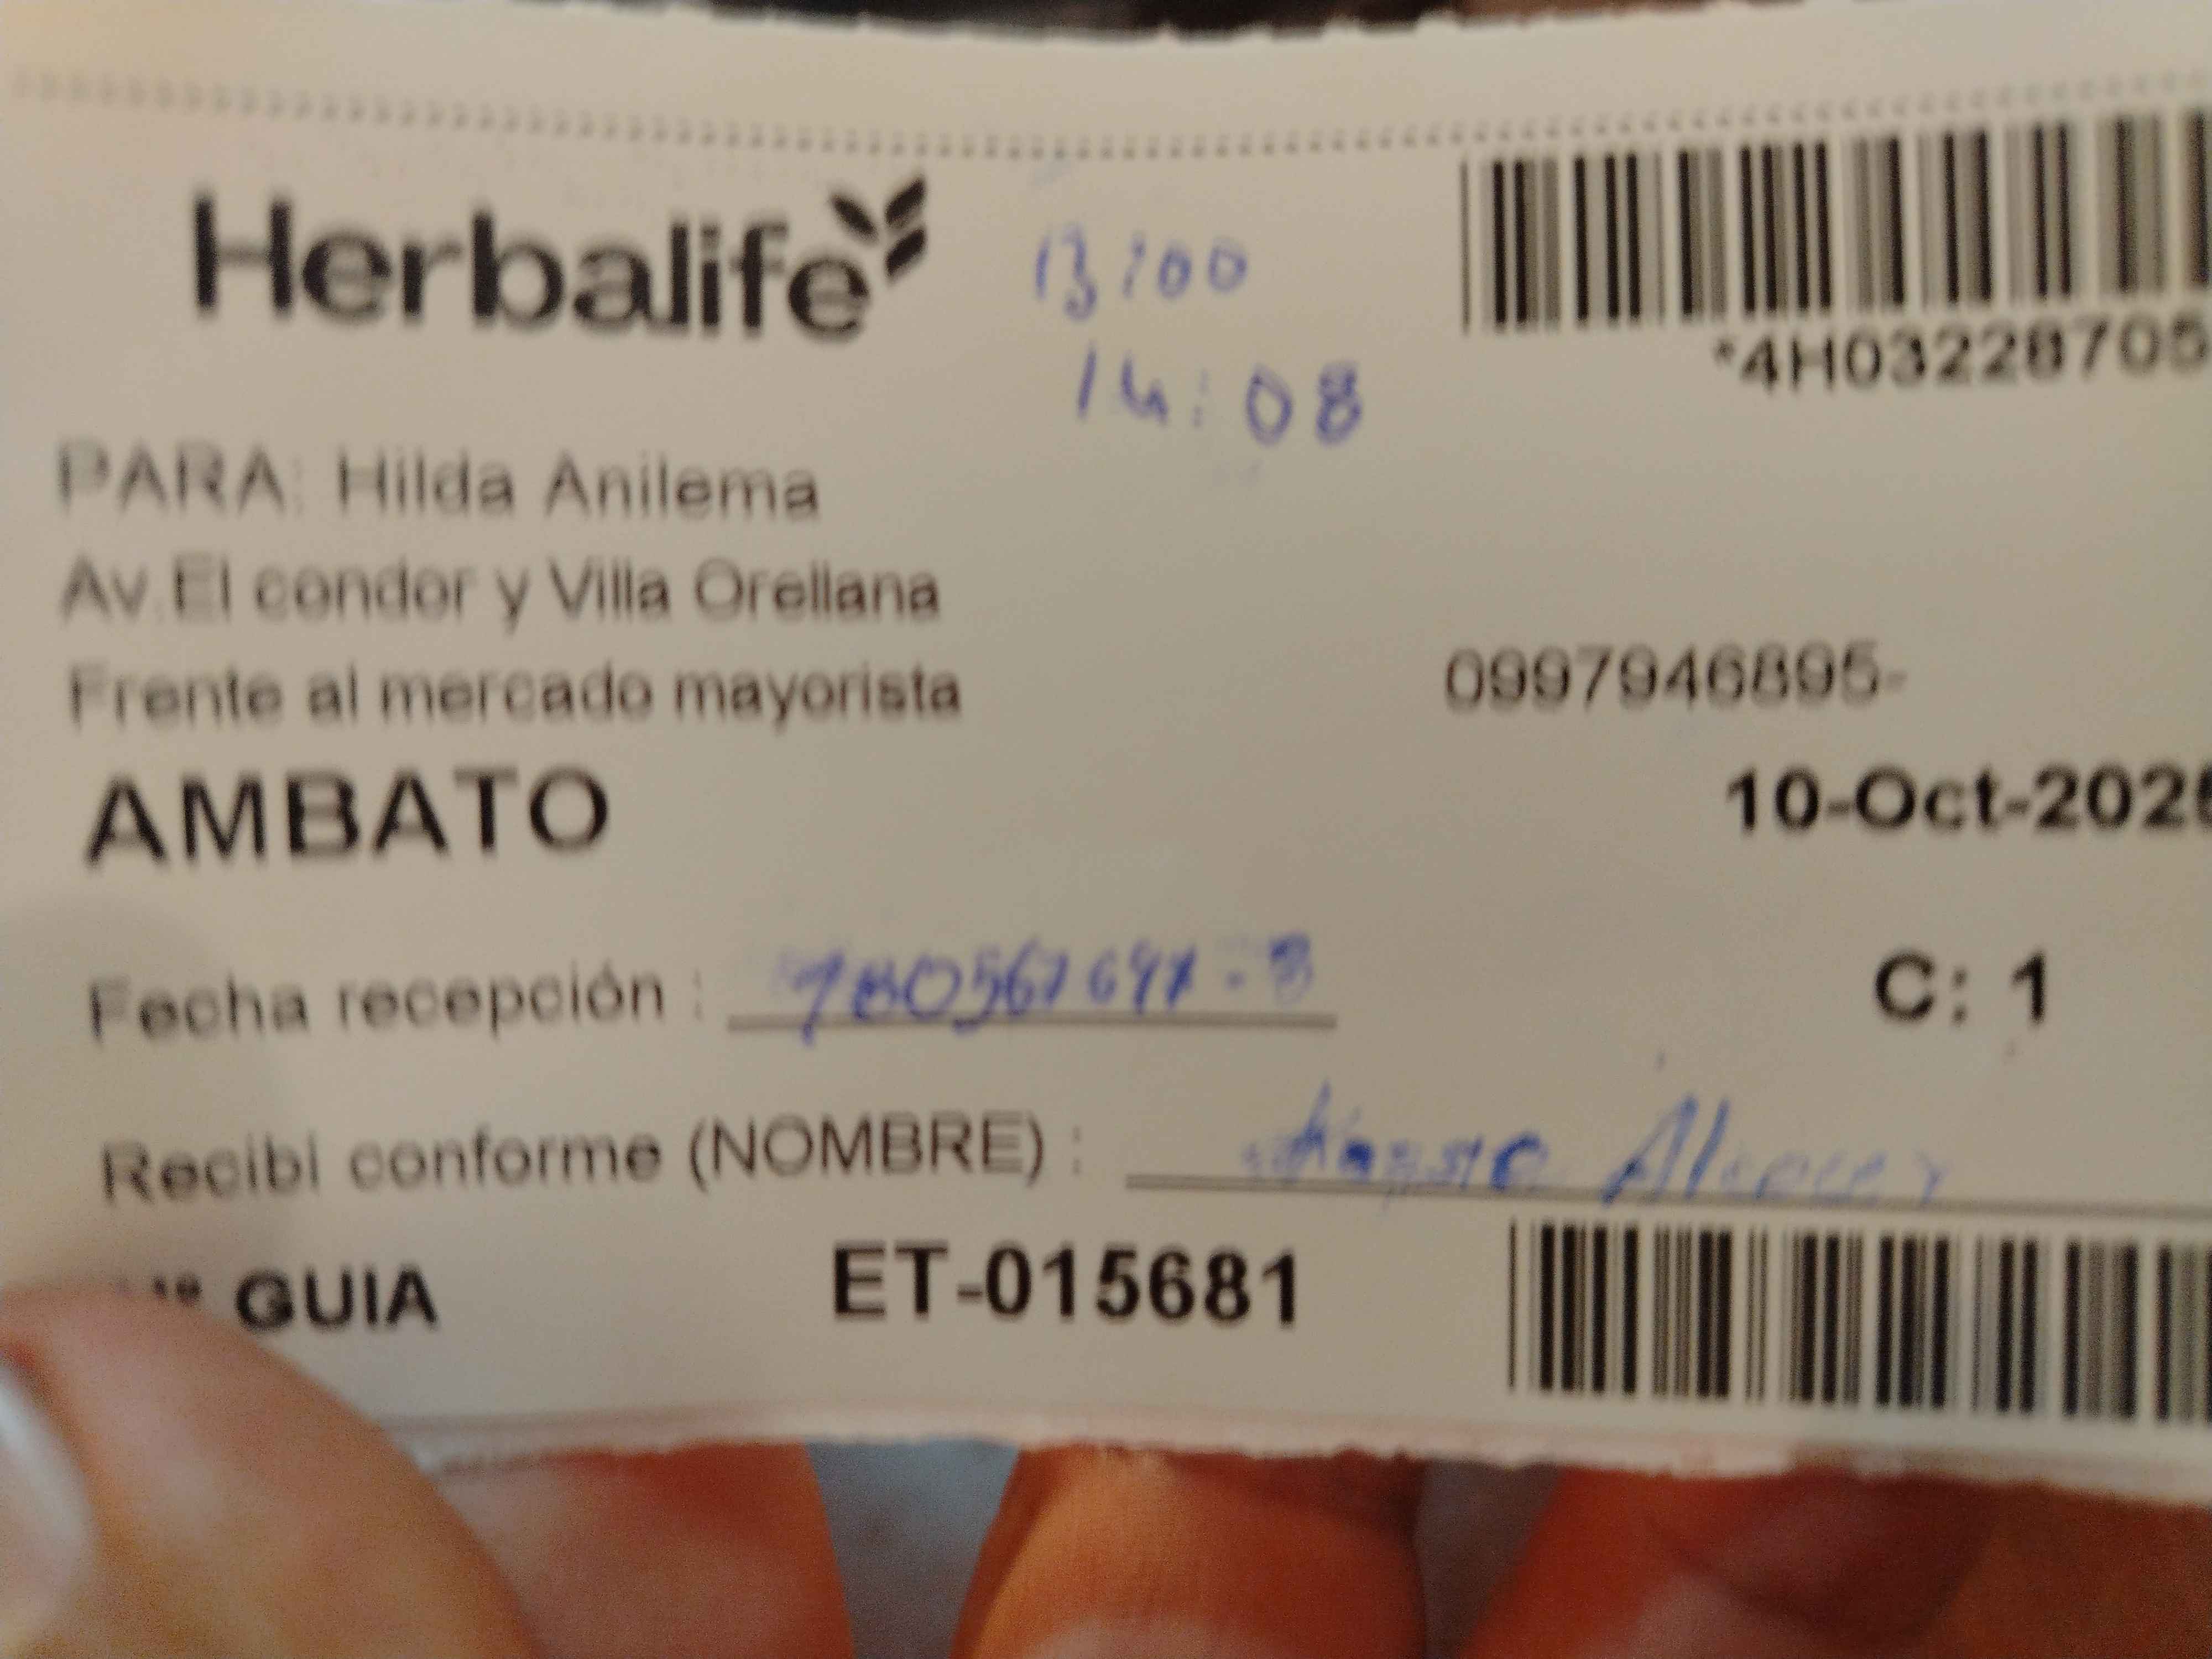 Herbalife
13:00
14:08
*4H03228705
PARA: Hilda Anilema
Av.El condor y Villa Orellana
Frente al mercado mayorista
0997946895-
AMBATO
10-Oct-202
Fecha recepción :
C: 1
Recibi conforme (NOMBRE) :
GUIA ET-015681